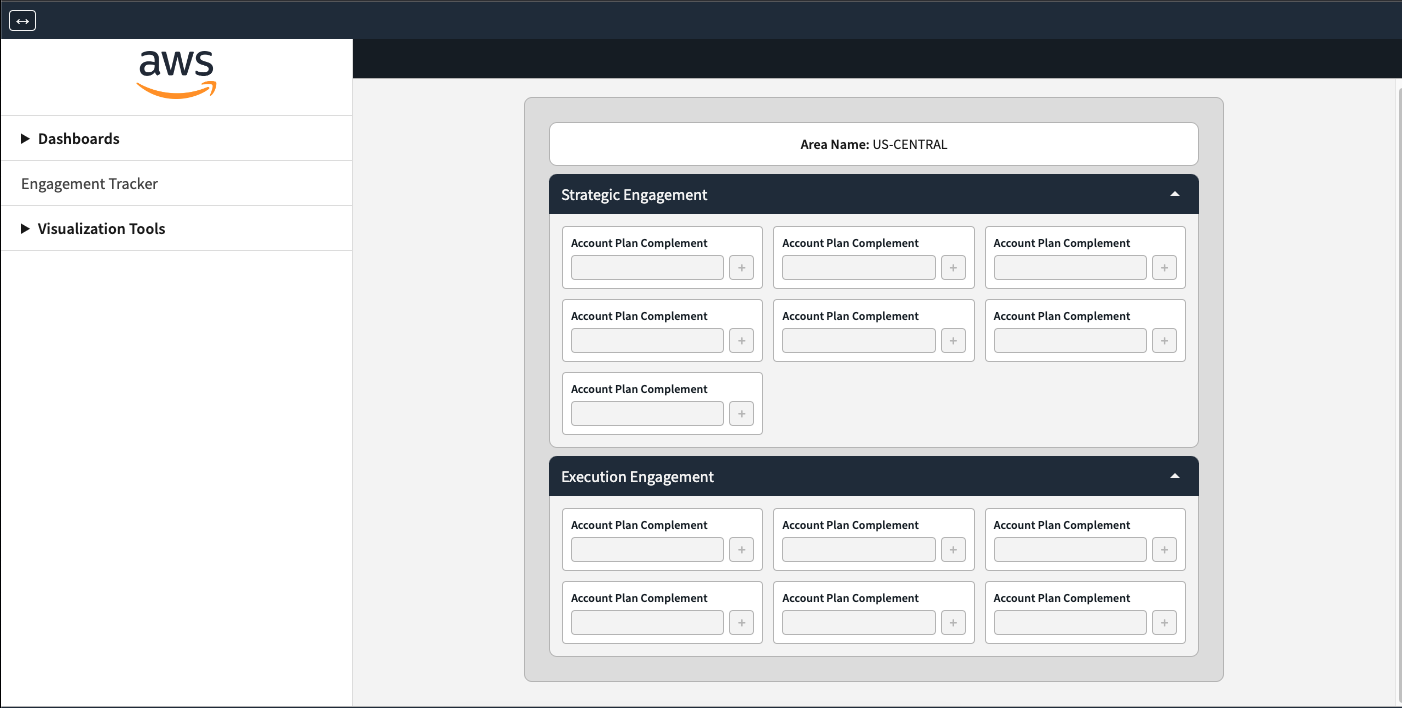 aws
Dashboards
Engagement Tracker
Visualization Tools
Area Name: US-CENTRAL
Strategic Engagement
Account Plan Complement Account Plan Complement Account Plan Complement
+ + +
Account Plan Complement Account Plan Complement Account Plan Complement
+ + +
Account Plan Complement
+
Execution Engagement
Account Plan Complement Account Plan Complement Account Plan Complement
+ + +
Account Plan Complement Account Plan Complement Account Plan Complement
+ + +